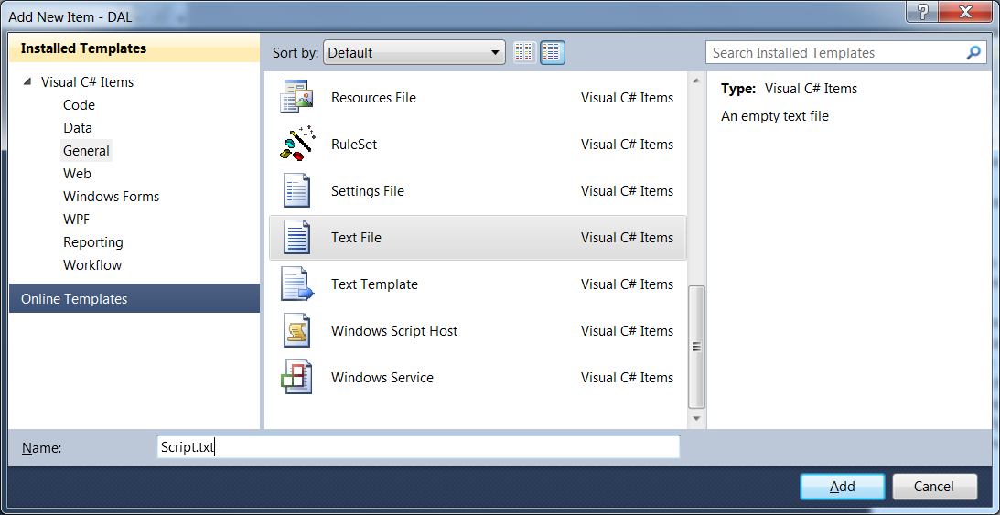 Add New Item - DAL
Installed Templates
Visual C# Items
Code
Data
General
Web
Windows Forms
WPF
Reporting
Workflow
Online Templates
Sort by: Default
Resources File Visual C# Items
RuleSet Visual C# Items
Settings File Visual C# Items
Text File Visual C# Items
Text Template Visual C# Items
Windows Script Host Visual C# Items
Windows Service Visual C# Items
Search Installed Templates
Type: Visual C# Items
An empty text file
Name: Script.txt
Add Cancel